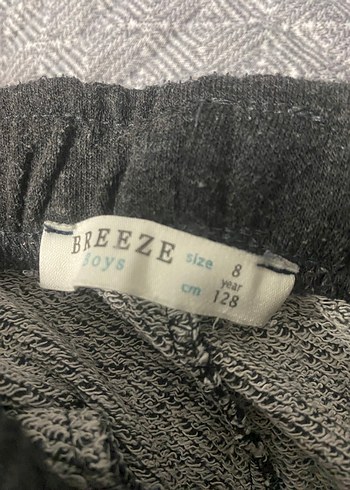 BREEZE
Boys
size 8
year
cm 128